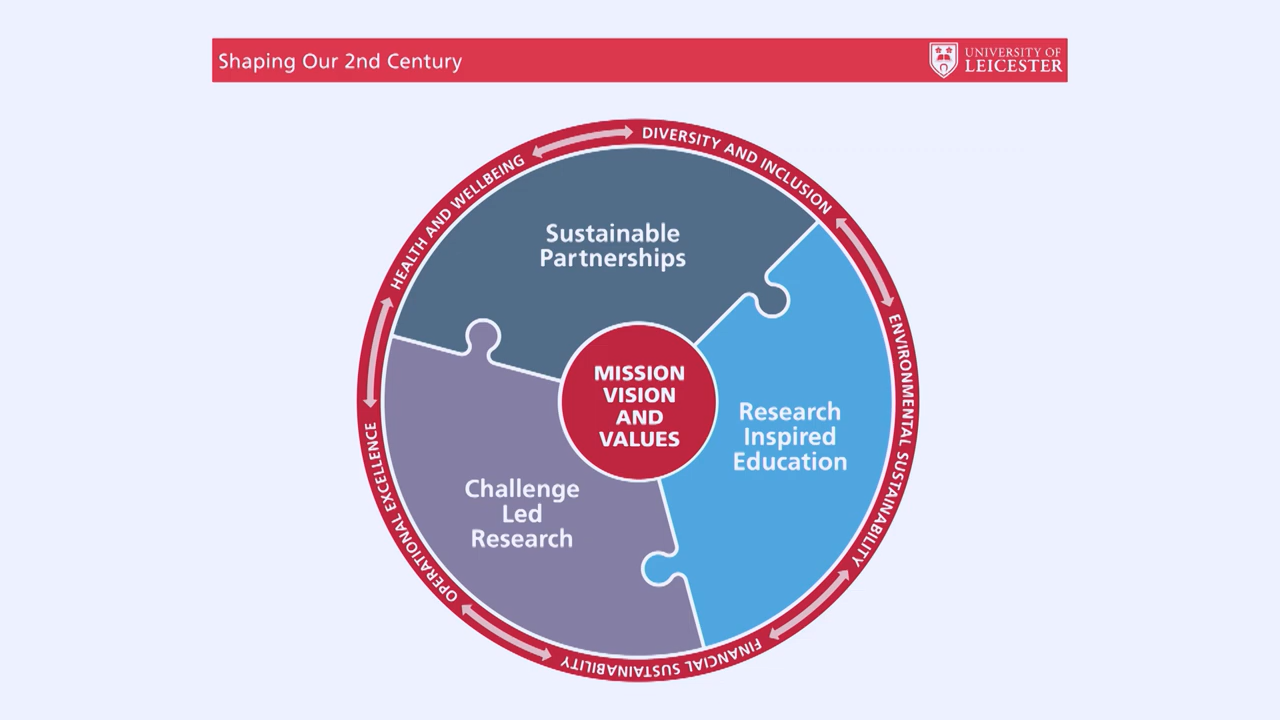 Shaping Our 2nd Century
UNIVERSITY OF
LEICESTER
DIVERSITY AND INCLUSION
ENVIRONMENTAL SUSTAINABILITY
FINANCIAL SUSTAINABILITY
OPERATIONAL EXCELLENCE
HEALTH AND WELLBEING
Sustainable
Partnerships
MISSION
VISION
AND
VALUES
Research
Inspired
Education
Challenge
Led
Research